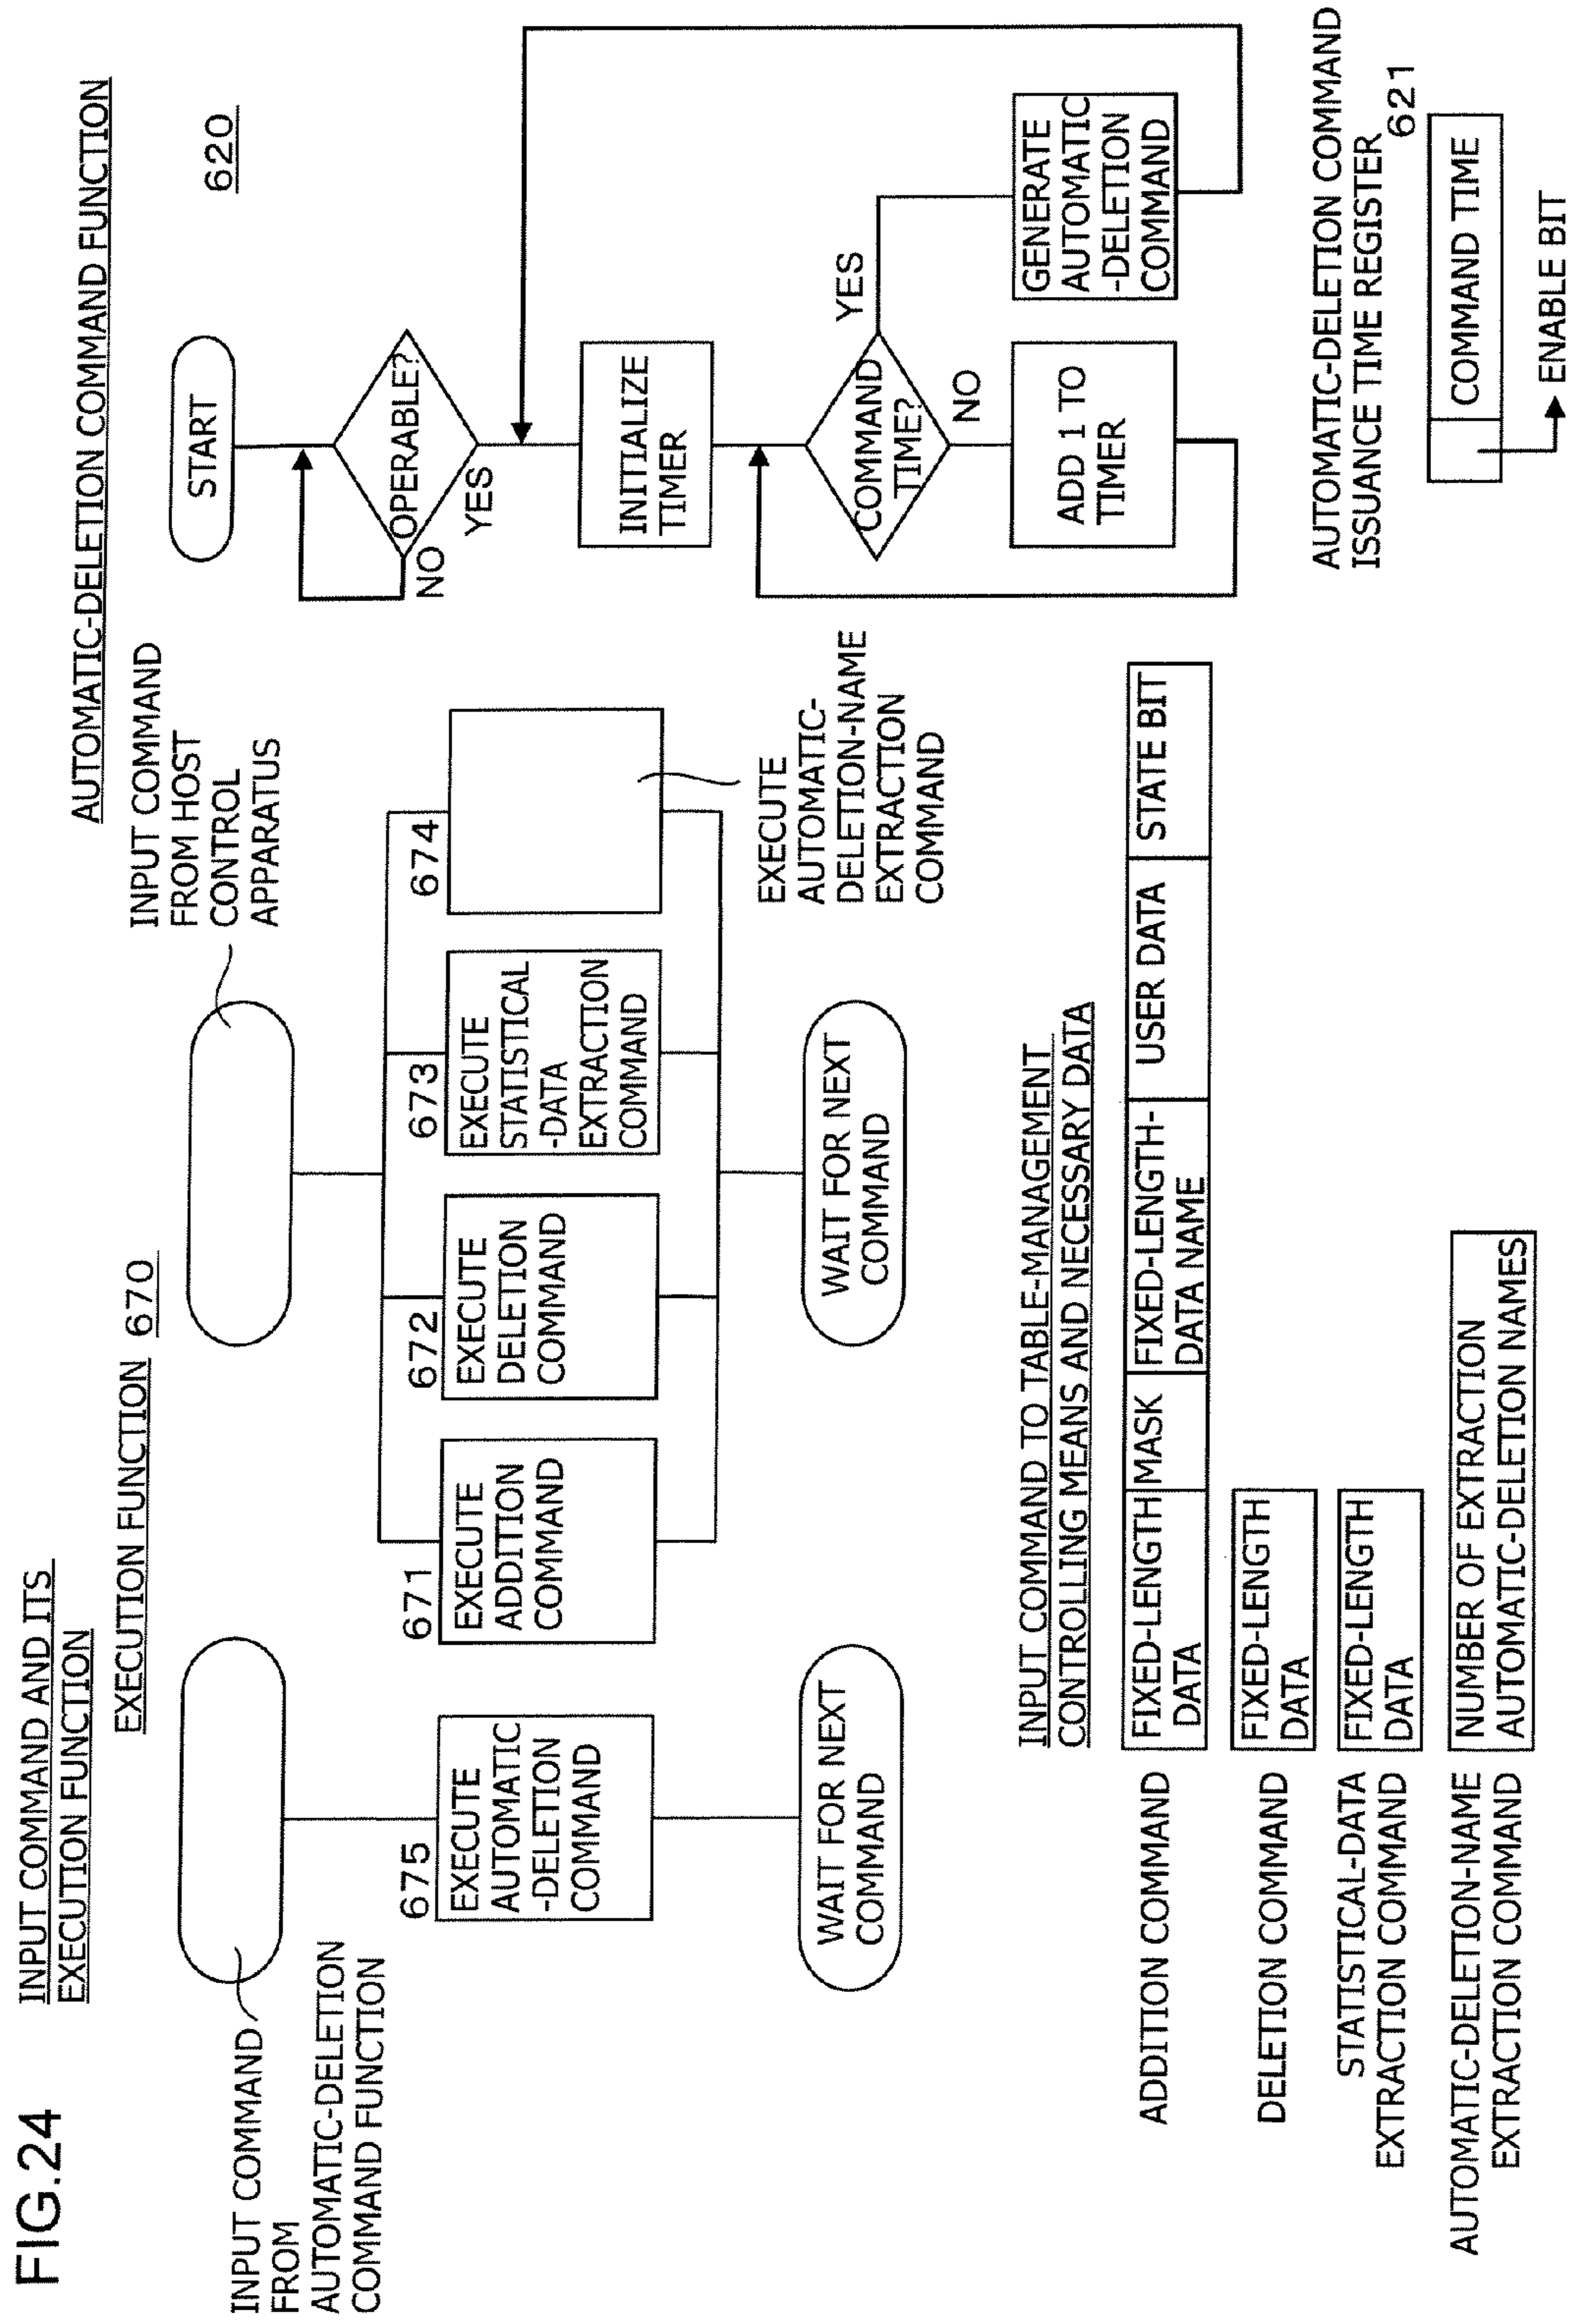 FIG.24
INPUT COMMAND AND ITS
EXECUTION FUNCTION
EXECUTION FUNCTION 670
INPUT COMMAND
FROM
AUTOMATIC-DELETION
COMMAND FUNCTION
675
EXECUTE
AUTOMATIC
-DELETION
COMMAND
WAIT FOR NEXT
COMMAND
INPUT COMMAND
FROM HOST
CONTROL
APPARATUS
671
EXECUTE
ADDITION
COMMAND
672
EXECUTE
DELETION
COMMAND
673
EXECUTE
STATISTICAL
-DATA
EXTRACTION
COMMAND
674
EXECUTE
AUTOMATIC-
DELETION-NAME
EXTRACTION
COMMAND
WAIT FOR NEXT
COMMAND
AUTOMATIC-DELETION COMMAND FUNCTION
620
START
OPERABLE?
NO
YES
INITIALIZE
TIMER
COMMAND
TIME?
YES
NO
ADD 1 TO
TIMER
GENERATE
AUTOMATIC
-DELETION
COMMAND
INPUT COMMAND TO TABLE-MANAGEMENT
CONTROLLING MEANS AND NECESSARY DATA
ADDITION COMMAND
FIXED-LENGTH
DATA
MASK
FIXED-LENGTH-
DATA NAME
USER DATA
STATE BIT
DELETION COMMAND
FIXED-LENGTH
DATA
STATISTICAL-DATA
EXTRACTION COMMAND
FIXED-LENGTH
DATA
AUTOMATIC-DELETION-NAME
EXTRACTION COMMAND
NUMBER OF EXTRACTION
AUTOMATIC-DELETION NAMES
AUTOMATIC-DELETION COMMAND
ISSUANCE TIME REGISTER
621
COMMAND TIME
ENABLE BIT